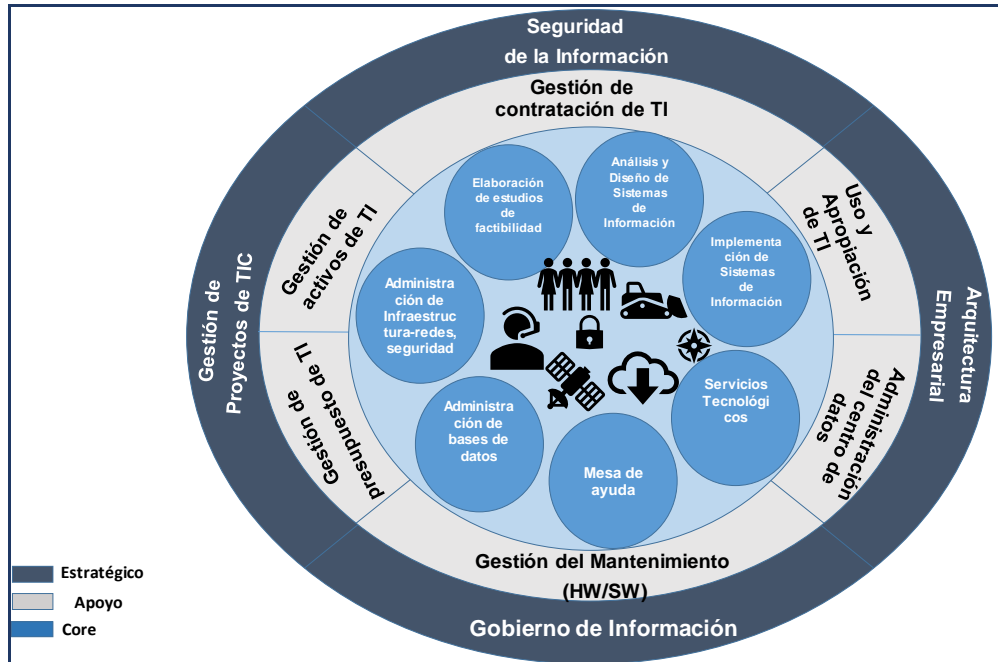 Seguridad
de la Información
Gestión de
contratación de TI
Análisis y
Diseño de
Sistemas
de
Información
Elaboración
de estudios
de
factibilidad
Uso y
Apropiación
de TI
Gestión de
activos de TI
Implementa
ción de
Sistemas
de
Información
Administra
ción de
Infraestruc
tura-redes,
seguridad
Gestión de
Proyectos de TIC
Arquitectura
Empresarial
Gestión de
presupuesto de TI
Administra
ción de
bases de
datos
Servicios
Tecnológi
cos
Administración
del centro de
datos
Mesa de
ayuda
Gestión del Mantenimiento
(HW/SW)
Gobierno de Información
Estratégico
Apoyo
Core